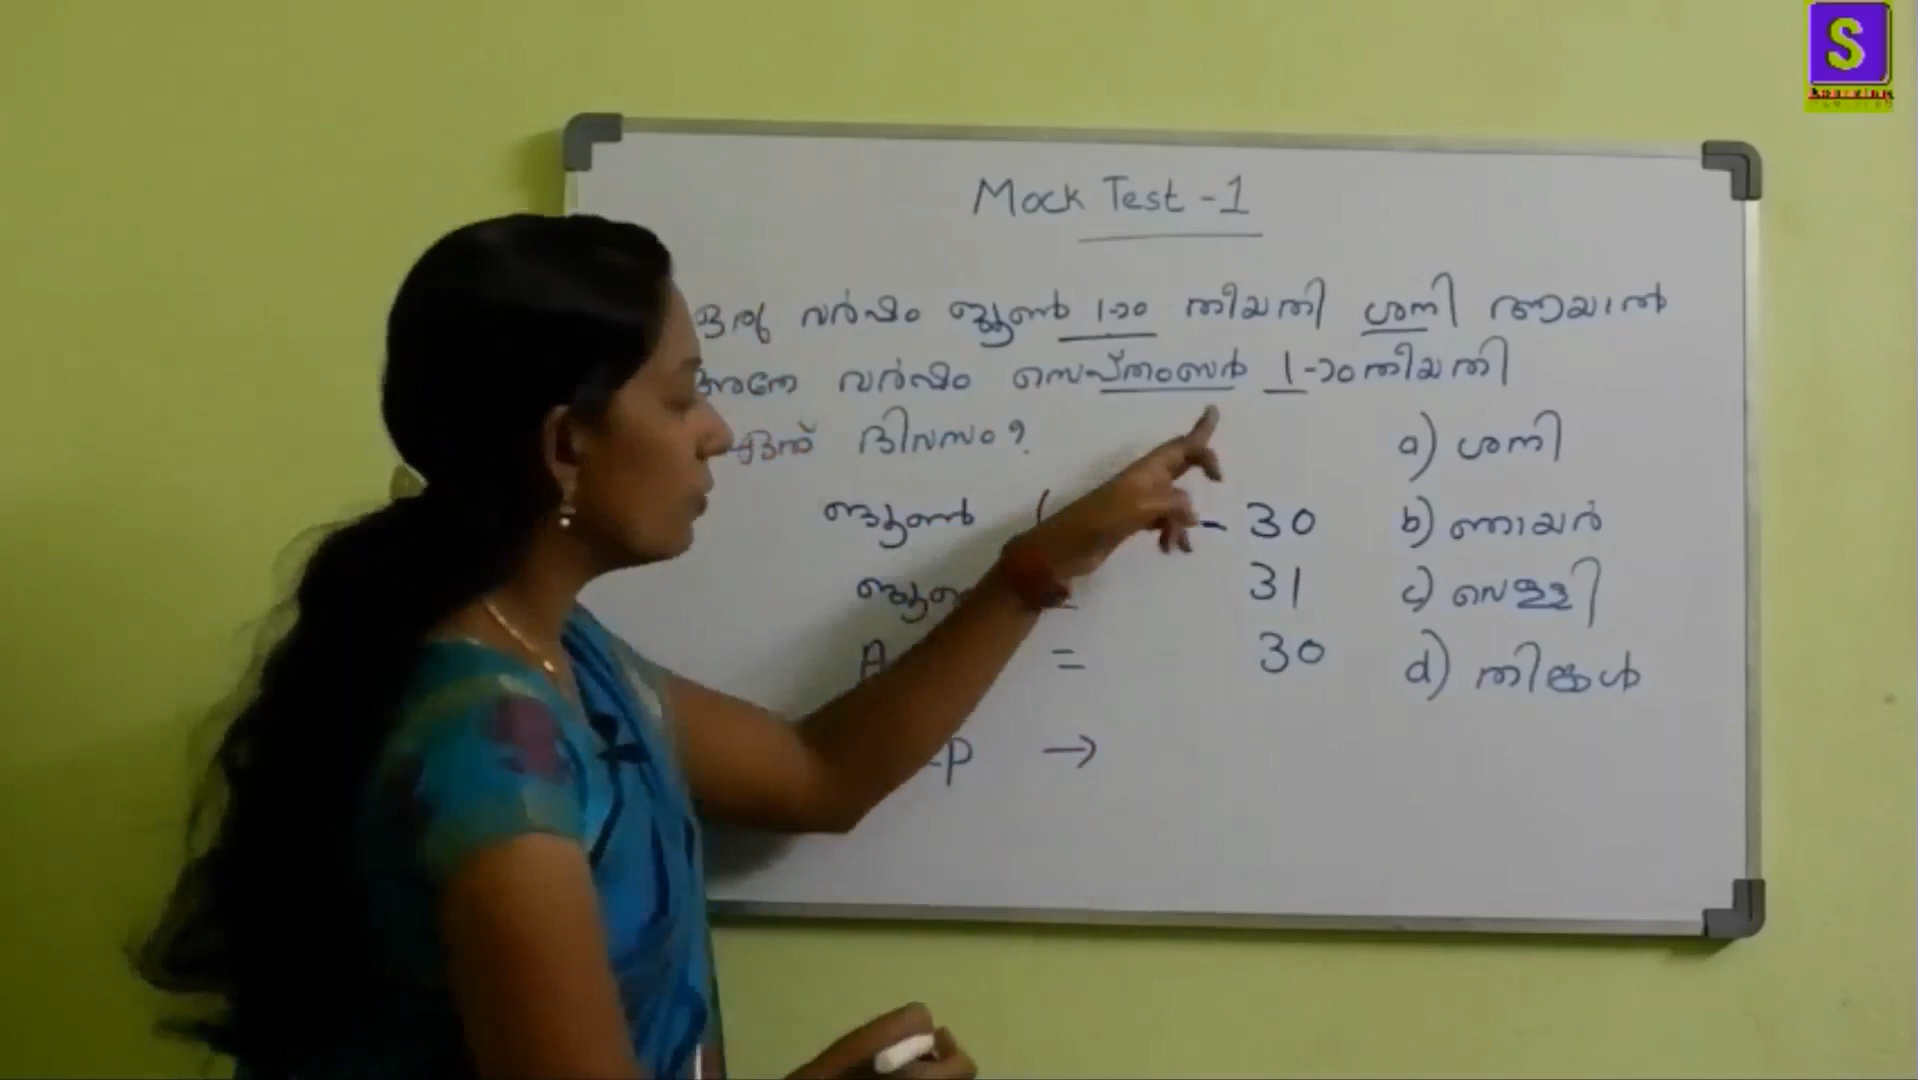 Mock Test - 1
ഒരു വർഷം ജൂൺ 1-ാം തിയതി ശനി ആയാൽ
അതേ വർഷം സെപ്തംബർ 1-ാം തിയതി
ഏത് ദിവസം?
a) ശനി
ജൂൺ ( - 30
b) ഞായർ
31
c) വെള്ളി
A = 30
d) തിങ്കൾ
→
S